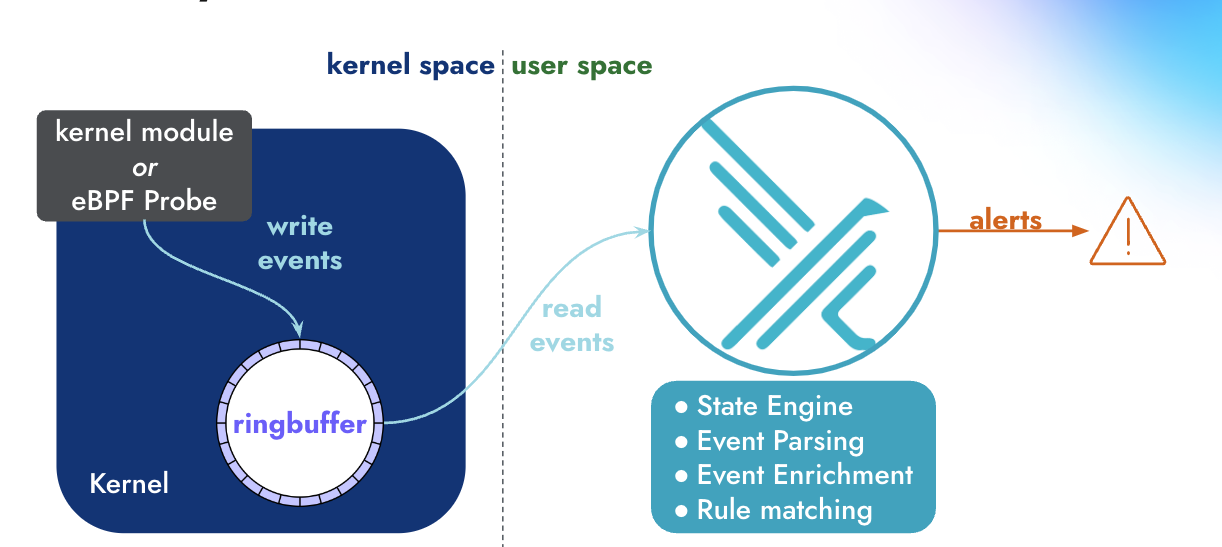 kernel space
user space
kernel module
or
eBPF Probe
write
events
read
events
alerts
ringbuffer
Kernel
● State Engine
● Event Parsing
● Event Enrichment
● Rule matching